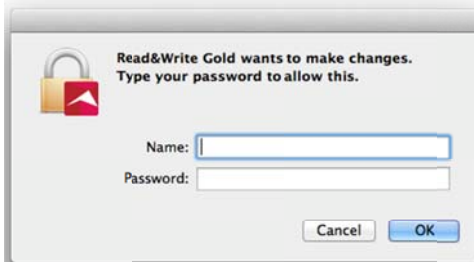 Read&Write Gold wants to make changes.
Type your password to allow this.
Name:
Password:
Cancel OK